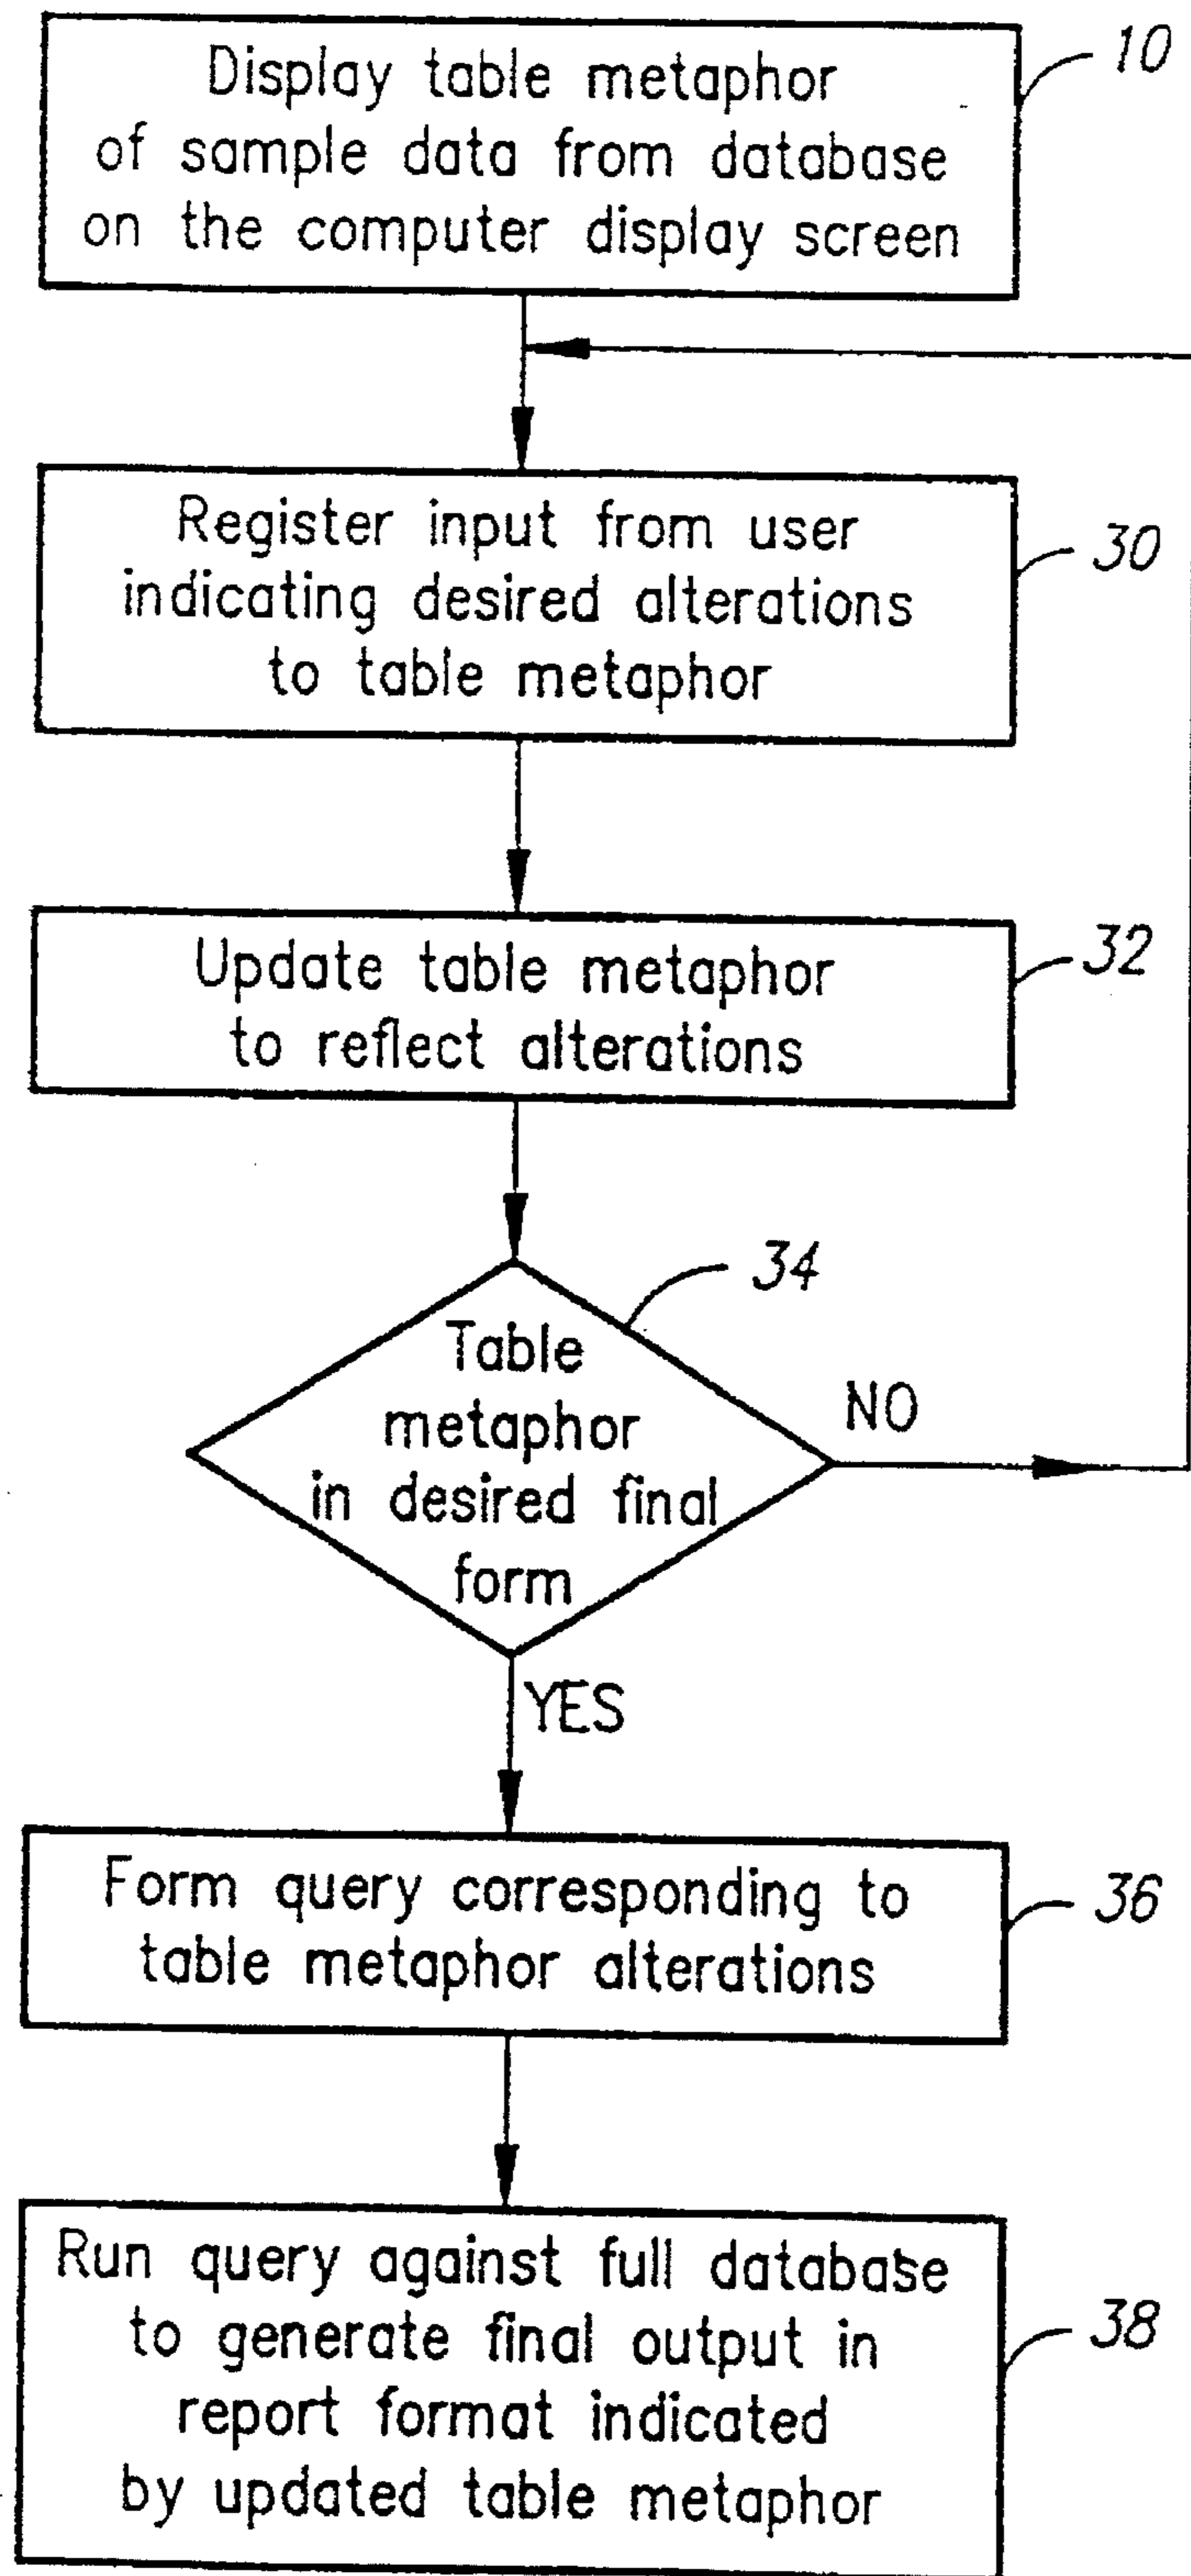 Display table metaphor
of sample data from database
on the computer display screen
10
Register input from user
indicating desired alterations
to table metaphor
30
Update table metaphor
to reflect alterations
32
34
Table
metaphor
in desired final
form
NO
YES
Form query corresponding to
table metaphor alterations
36
Run query against full database
to generate final output in
report format indicated
by updated table metaphor
38